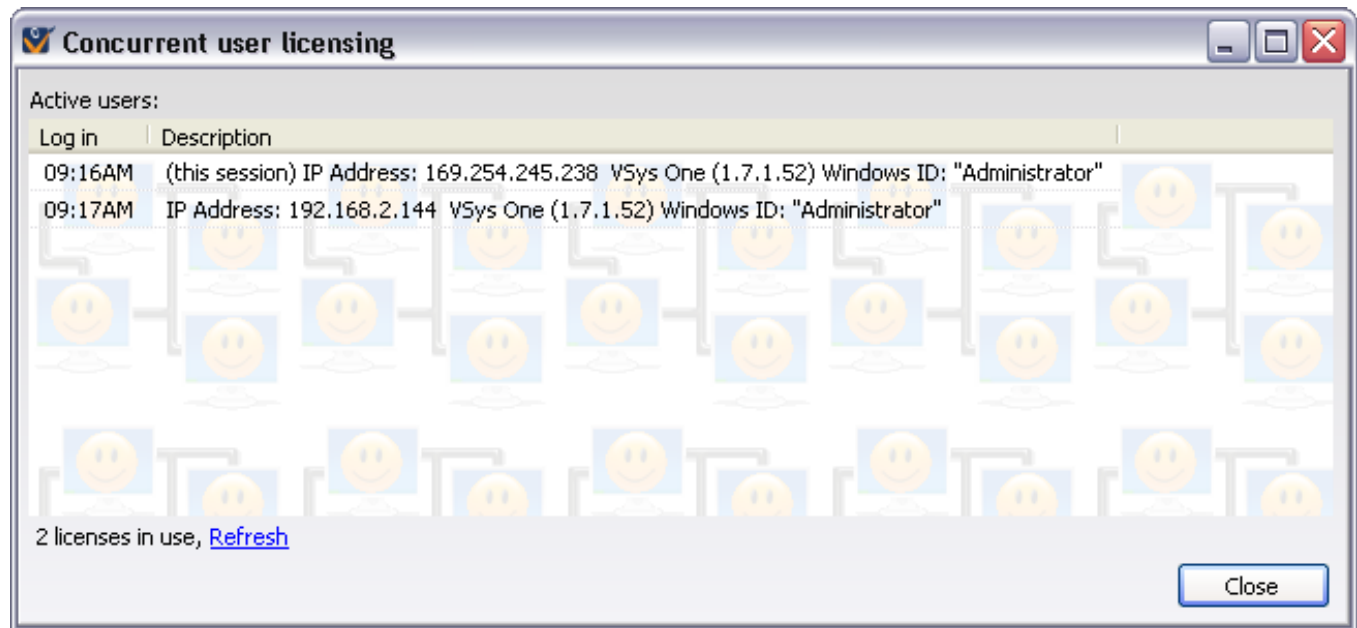 Concurrent user licensing
Active users:
Log in Description
09:16AM (this session) IP Address: 169.254.245.238 VSys One (1.7.1.52) Windows ID: "Administrator"
09:17AM IP Address: 192.168.2.144 VSys One (1.7.1.52) Windows ID: "Administrator"
2 licenses in use, Refresh
Close